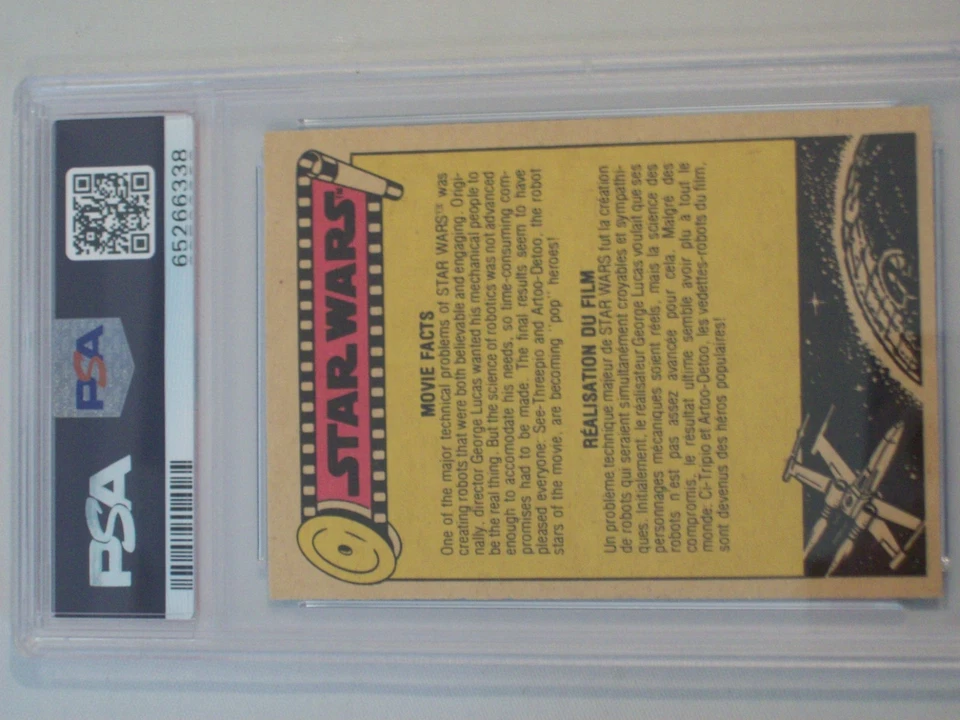 PSA
PSA
65266338
STAR WARS™
MOVIE FACTS
One of the major technical problems of STAR WARS™ was
creating robots that were both believable and engaging. Origi-
nally, director George Lucas wanted his mechanical people to
be the real thing. But the science of robotics was not advanced
enough to accomodate his needs, so time-consuming com-
promises had to be made. The final results seem to have
pleased everyone: See-Threepio and Artoo-Detoo, the robot
stars of the movie, are becoming "pop" heroes!
RÉALISATION DU FILM
Un problème technique majeur de STAR WARS fut la création
de robots qui seraient simultanément croyables et sympathi-
ques. Initialement, le réalisateur George Lucas voulait que ses
personnages mécaniques soient réels, mais la science des
robots n'est pas assez avancée pour cela. Malgré des
compromis, le résultat ultime semble avoir plu à tout le
monde: Ci-Tripio et Artoo-Detoo, les vedettes-robots du film,
sont devenus des héros populaires!